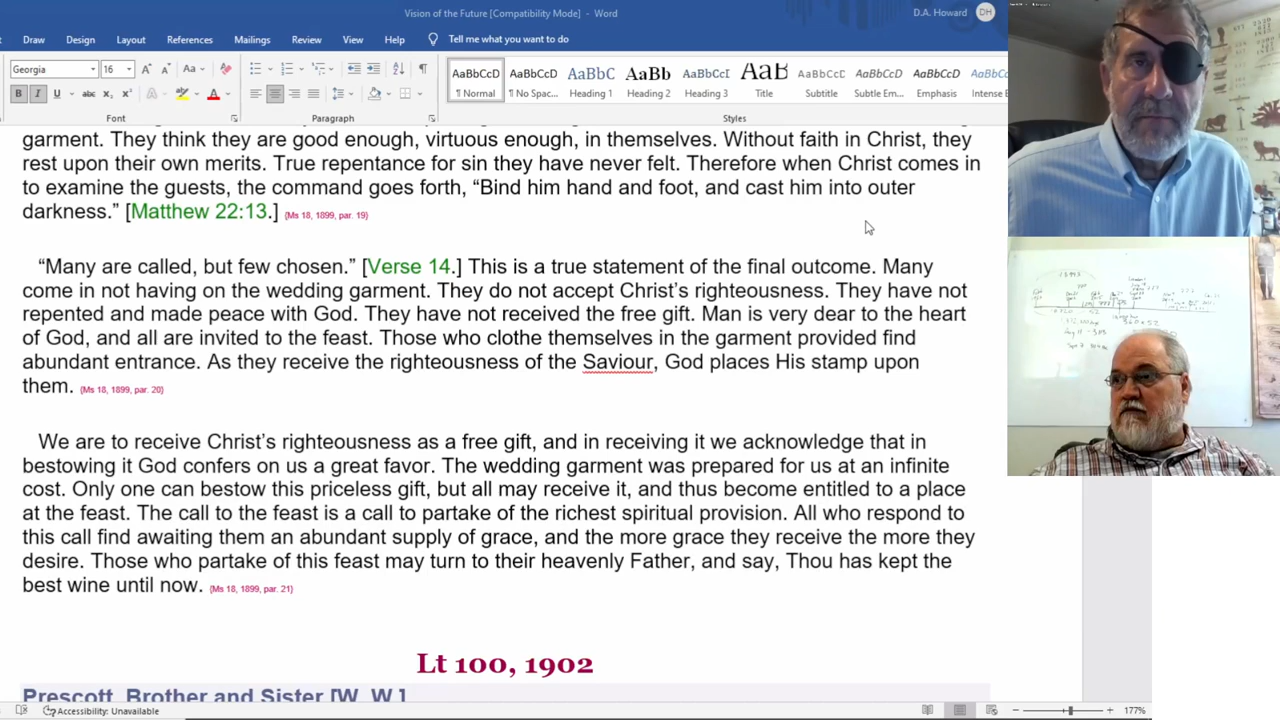 Vision of the Future [Compatibility Mode] - Word
D.A. Howard
DH
Draw Design Layout References Mailings Review View Help Tell me what you want to do
Georgia 16 A A Aa
B I U abc x₂ x² A A
Font Paragraph Styles
AaBbCcD AaBbCcD AaBbC AaBb AaBbCcI AaB AaBbCcD AaBbCcD AaBbCcD AaBbC
¶ Normal ¶ No Spac... Heading 1 Heading 2 Heading 3 Title Subtitle Subtle Em... Emphasis Intense E
garment. They think they are good enough, virtuous enough, in themselves. Without faith in Christ, they
rest upon their own merits. True repentance for sin they have never felt. Therefore when Christ comes in
to examine the guests, the command goes forth, “Bind him hand and foot, and cast him into outer
darkness.” [Matthew 22:13.] {Ms 18, 1899, par. 19}
“Many are called, but few chosen.” [Verse 14.] This is a true statement of the final outcome. Many
come in not having on the wedding garment. They do not accept Christ’s righteousness. They have not
repented and made peace with God. They have not received the free gift. Man is very dear to the heart
of God, and all are invited to the feast. Those who clothe themselves in the garment provided find
abundant entrance. As they receive the righteousness of the Saviour, God places His stamp upon
them. {Ms 18, 1899, par. 20}
We are to receive Christ’s righteousness as a free gift, and in receiving it we acknowledge that in
bestowing it God confers on us a great favor. The wedding garment was prepared for us at an infinite
cost. Only one can bestow this priceless gift, but all may receive it, and thus become entitled to a place
at the feast. The call to the feast is a call to partake of the richest spiritual provision. All who respond to
this call find awaiting them an abundant supply of grace, and the more grace they receive the more they
desire. Those who partake of this feast may turn to their heavenly Father, and say, Thou has kept the
best wine until now. {Ms 18, 1899, par. 21}
Lt 100, 1902
Prescott, Brother and Sister [W. W.]
Accessibility: Unavailable
177%